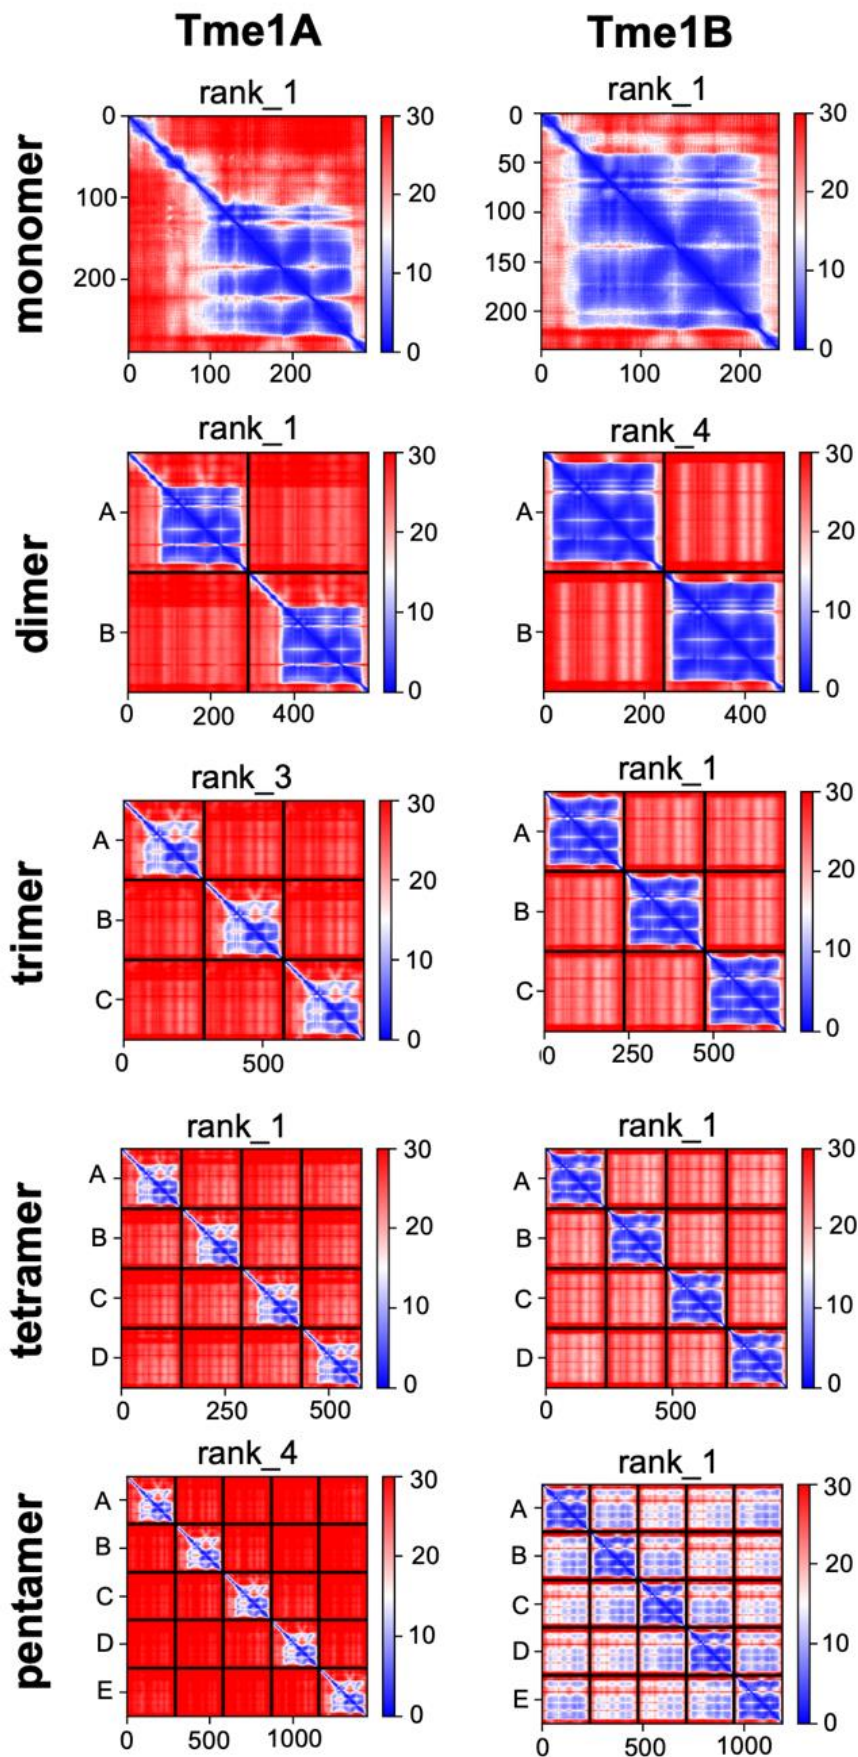 Tme1A Tme1B
monomer
rank_1 rank_1
0 100 200 0 100 200 30 20 10 0
0 50 100 150 200 0 100 200 30 20 10 0
dimer
rank_1 rank_4
A B 0 200 400 30 20 10 0
A B 0 200 400 30 20 10 0
trimer
rank_3 rank_1
A B C 0 500 30 20 10 0
A B C 0 250 500 30 20 10 0
tetramer
rank_1 rank_1
A B C D 0 250 500 30 20 10 0
A B C D 0 500 30 20 10 0
pentamer
rank_4 rank_1
A B C D E 0 500 1000 30 20 10 0
A B C D E 0 500 1000 30 20 10 0